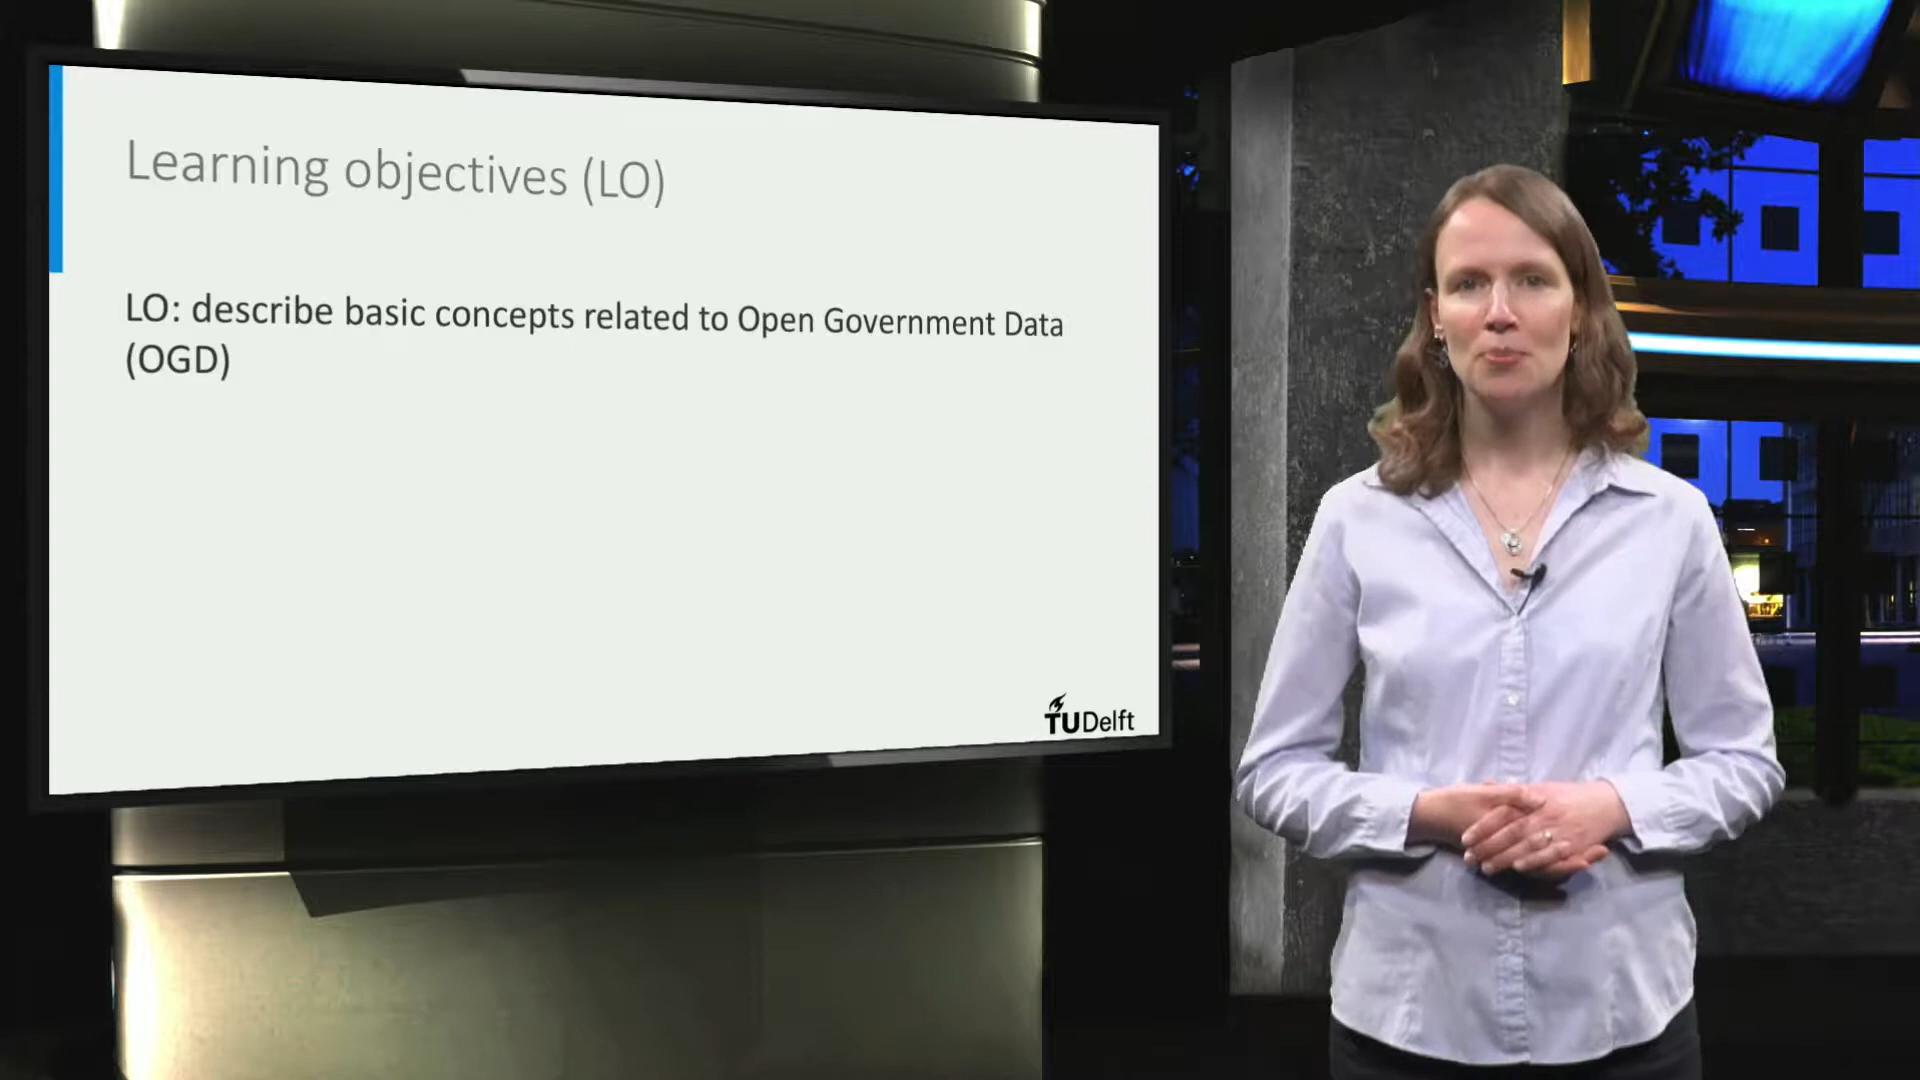 Learning objectives (LO)
LO: describe basic concepts related to Open Government Data
(OGD)
TUDelft